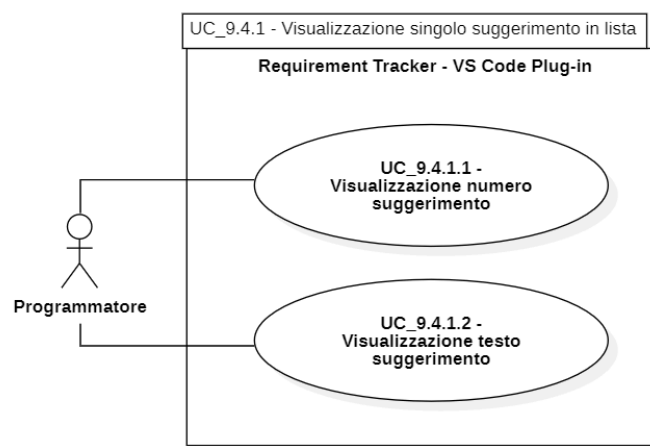 UC_9.4.1 - Visualizzazione singolo suggerimento in lista
Requirement Tracker - VS Code Plug-in
UC_9.4.1.1 -
Visualizzazione numero
suggerimento
Programmatore
UC_9.4.1.2 -
Visualizzazione testo
suggerimento